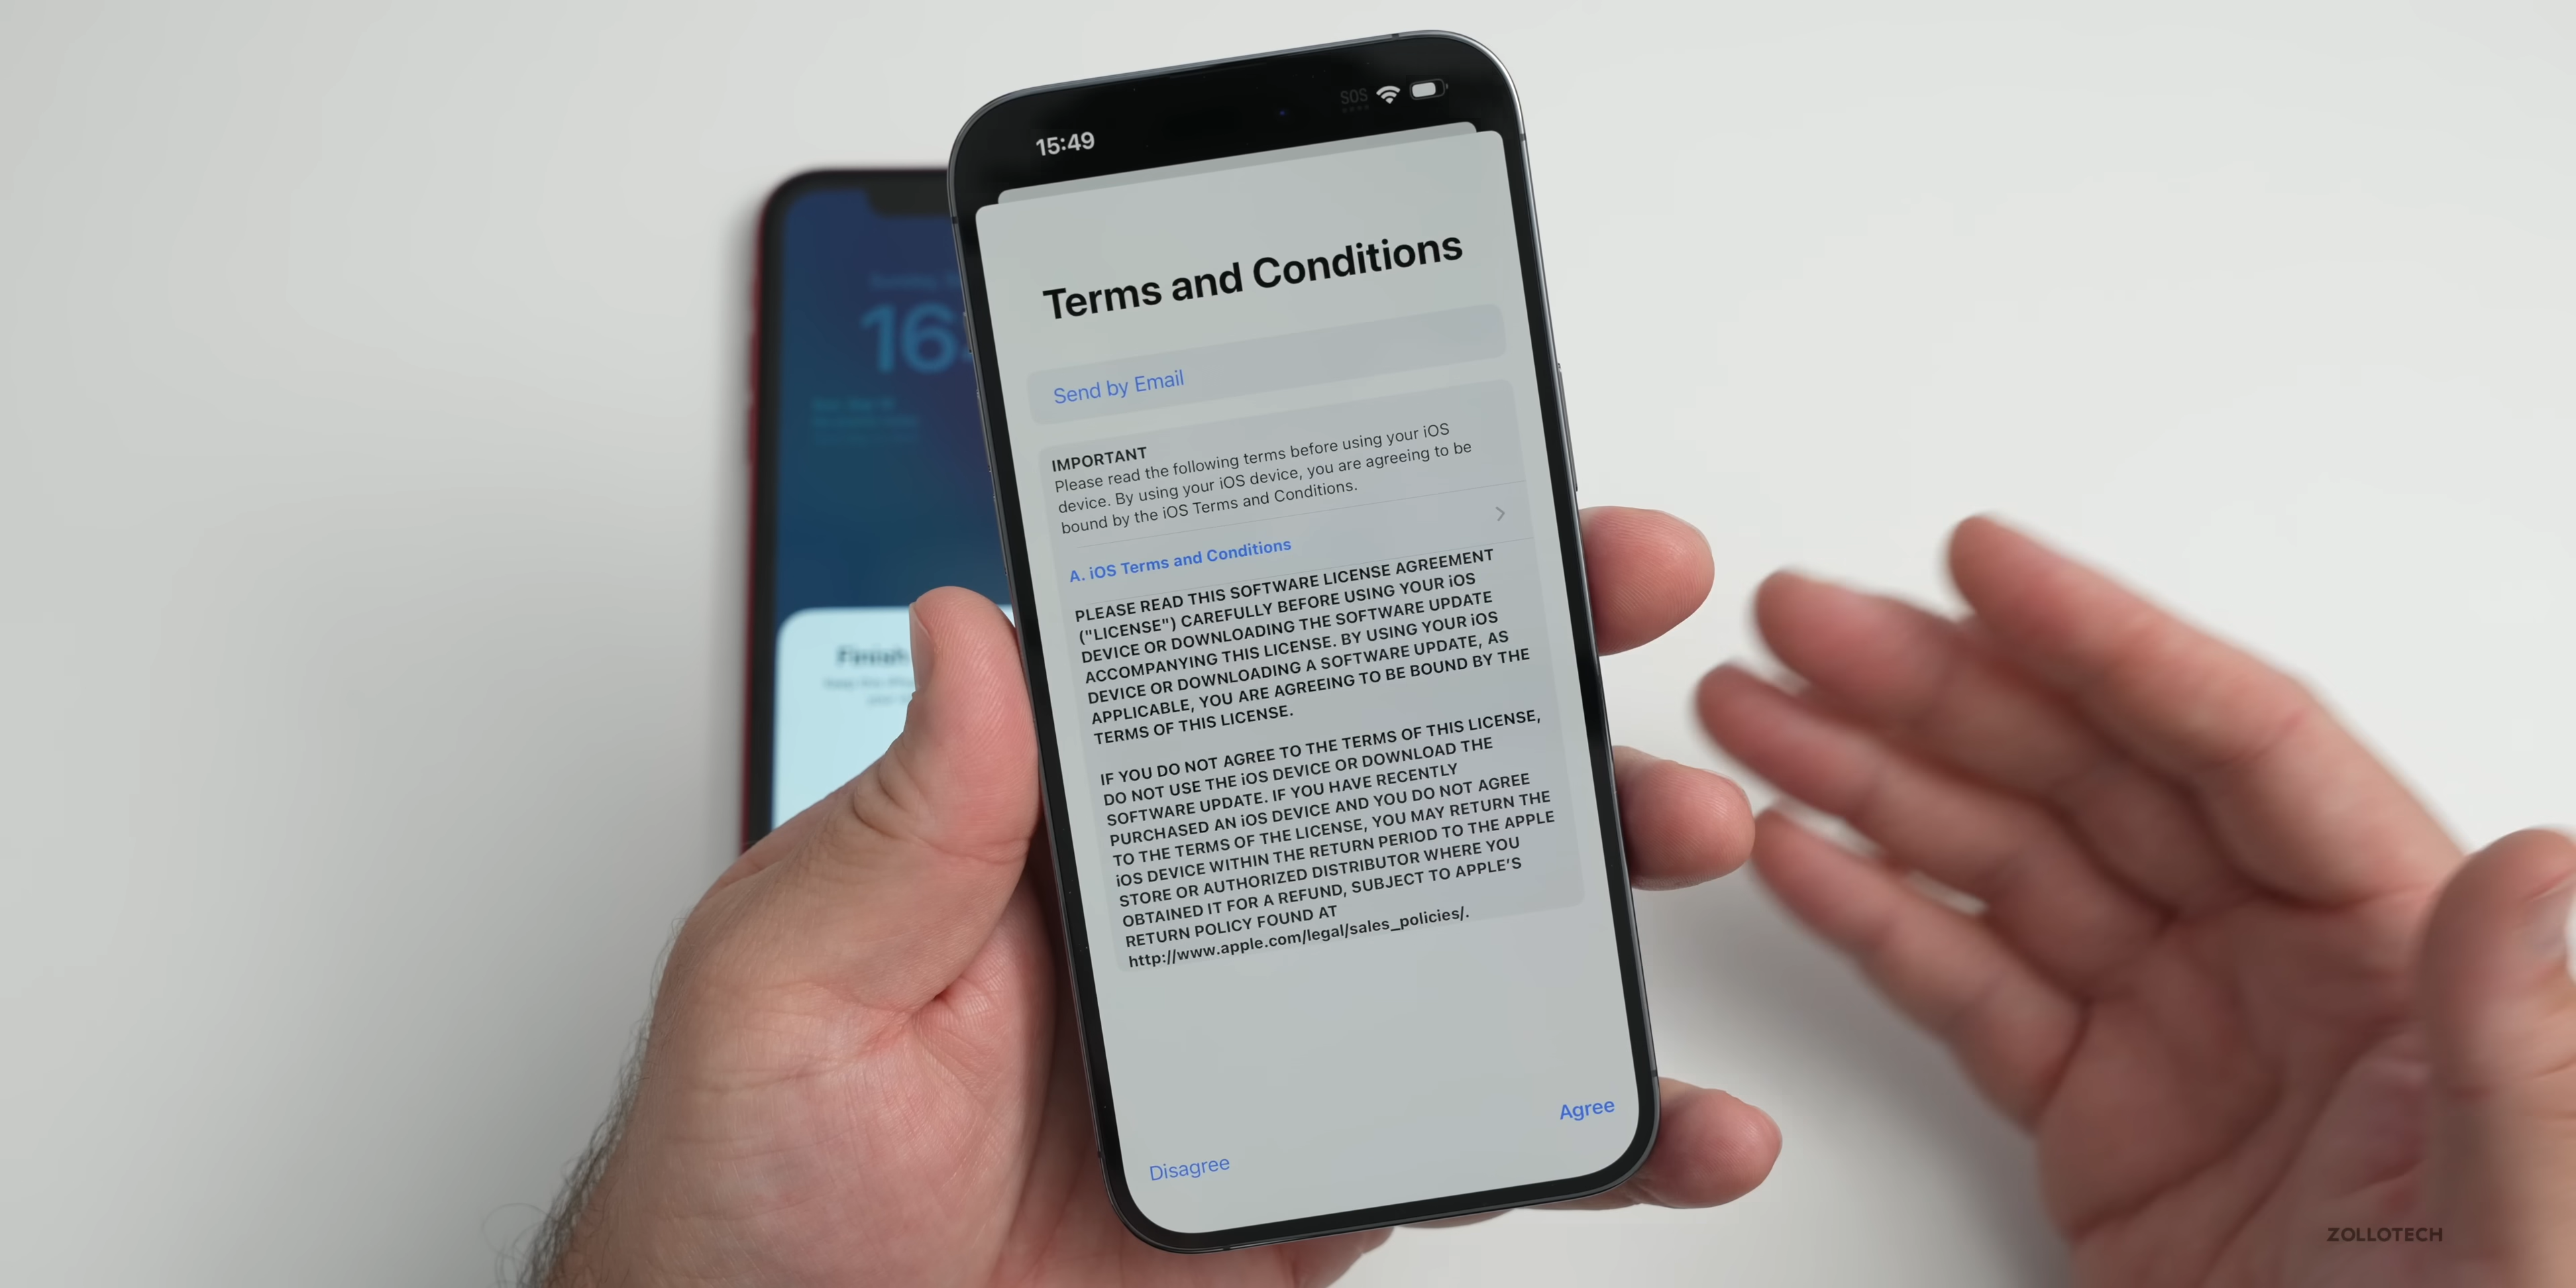 15:49
SOS
Terms and Conditions
Send by Email
IMPORTANT
Please read the following terms before using your iOS
device. By using your iOS device, you are agreeing to be
bound by the iOS Terms and Conditions.
A. iOS Terms and Conditions
PLEASE READ THIS SOFTWARE LICENSE AGREEMENT
("LICENSE") CAREFULLY BEFORE USING YOUR iOS
DEVICE OR DOWNLOADING THE SOFTWARE UPDATE
ACCOMPANYING THIS LICENSE. BY USING YOUR iOS
DEVICE OR DOWNLOADING A SOFTWARE UPDATE, AS
APPLICABLE, YOU ARE AGREEING TO BE BOUND BY THE
TERMS OF THIS LICENSE.
IF YOU DO NOT AGREE TO THE TERMS OF THIS LICENSE,
DO NOT USE THE iOS DEVICE OR DOWNLOAD THE
SOFTWARE UPDATE. IF YOU HAVE RECENTLY
PURCHASED AN iOS DEVICE AND YOU DO NOT AGREE
TO THE TERMS OF THE LICENSE, YOU MAY RETURN THE
iOS DEVICE WITHIN THE RETURN PERIOD TO THE APPLE
STORE OR AUTHORIZED DISTRIBUTOR WHERE YOU
OBTAINED IT FOR A REFUND, SUBJECT TO APPLE'S
RETURN POLICY FOUND AT
http://www.apple.com/legal/sales_policies/.
Disagree
Agree
Sunday,
16:
Finish
ZOLLOTECH